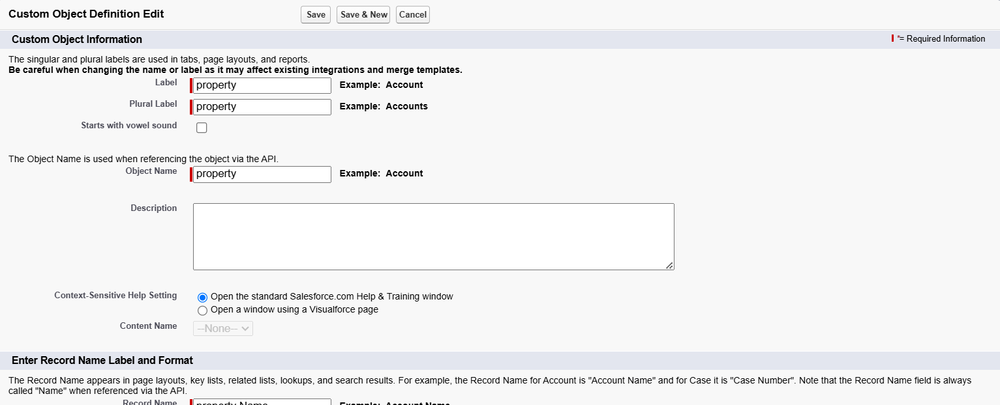 Custom Object Definition Edit Save Save & New Cancel
Custom Object Information *= Required Information
The singular and plural labels are used in tabs, page layouts, and reports.
Be careful when changing the name or label as it may affect existing integrations and merge templates.
Label property Example: Account
Plural Label property Example: Accounts
Starts with vowel sound
The Object Name is used when referencing the object via the API.
Object Name property Example: Account
Description
Context-Sensitive Help Setting Open the standard Salesforce.com Help & Training window
Open a window using a Visualforce page
Content Name --None--
Enter Record Name Label and Format
The Record Name appears in page layouts, key lists, related lists, lookups, and search results. For example, the Record Name for Account is "Account Name" and for Case it is "Case Number". Note that the Record Name field is always
called "Name" when referenced via the API.
Record Name property Name Example: Account Name